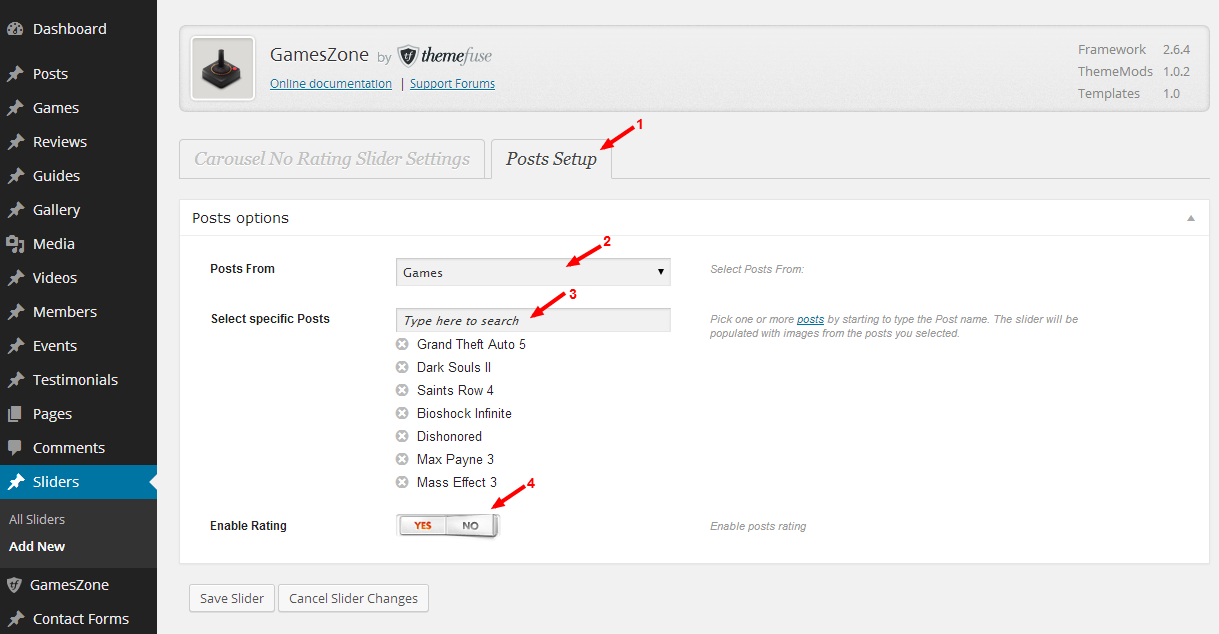 Dashboard
Posts
Games
Reviews
Guides
Gallery
Media
Videos
Members
Events
Testimonials
Pages
Comments
Sliders
All Sliders
Add New
GamesZone
Contact Forms
GamesZone by themefuse
Online documentation | Support Forums
Framework 2.6.4
ThemeMods 1.0.2
Templates 1.0
1
Carousel No Rating Slider Settings
Posts Setup
Posts options
2
Posts From
Games
Select Posts From:
3
Select specific Posts
Type here to search
Pick one or more posts by starting to type the Post name. The slider will be
populated with images from the posts you selected.
Grand Theft Auto 5
Dark Souls II
Saints Row 4
Bioshock Infinite
Dishonored
Max Payne 3
Mass Effect 3
4
Enable Rating
YES NO
Enable posts rating
Save Slider
Cancel Slider Changes